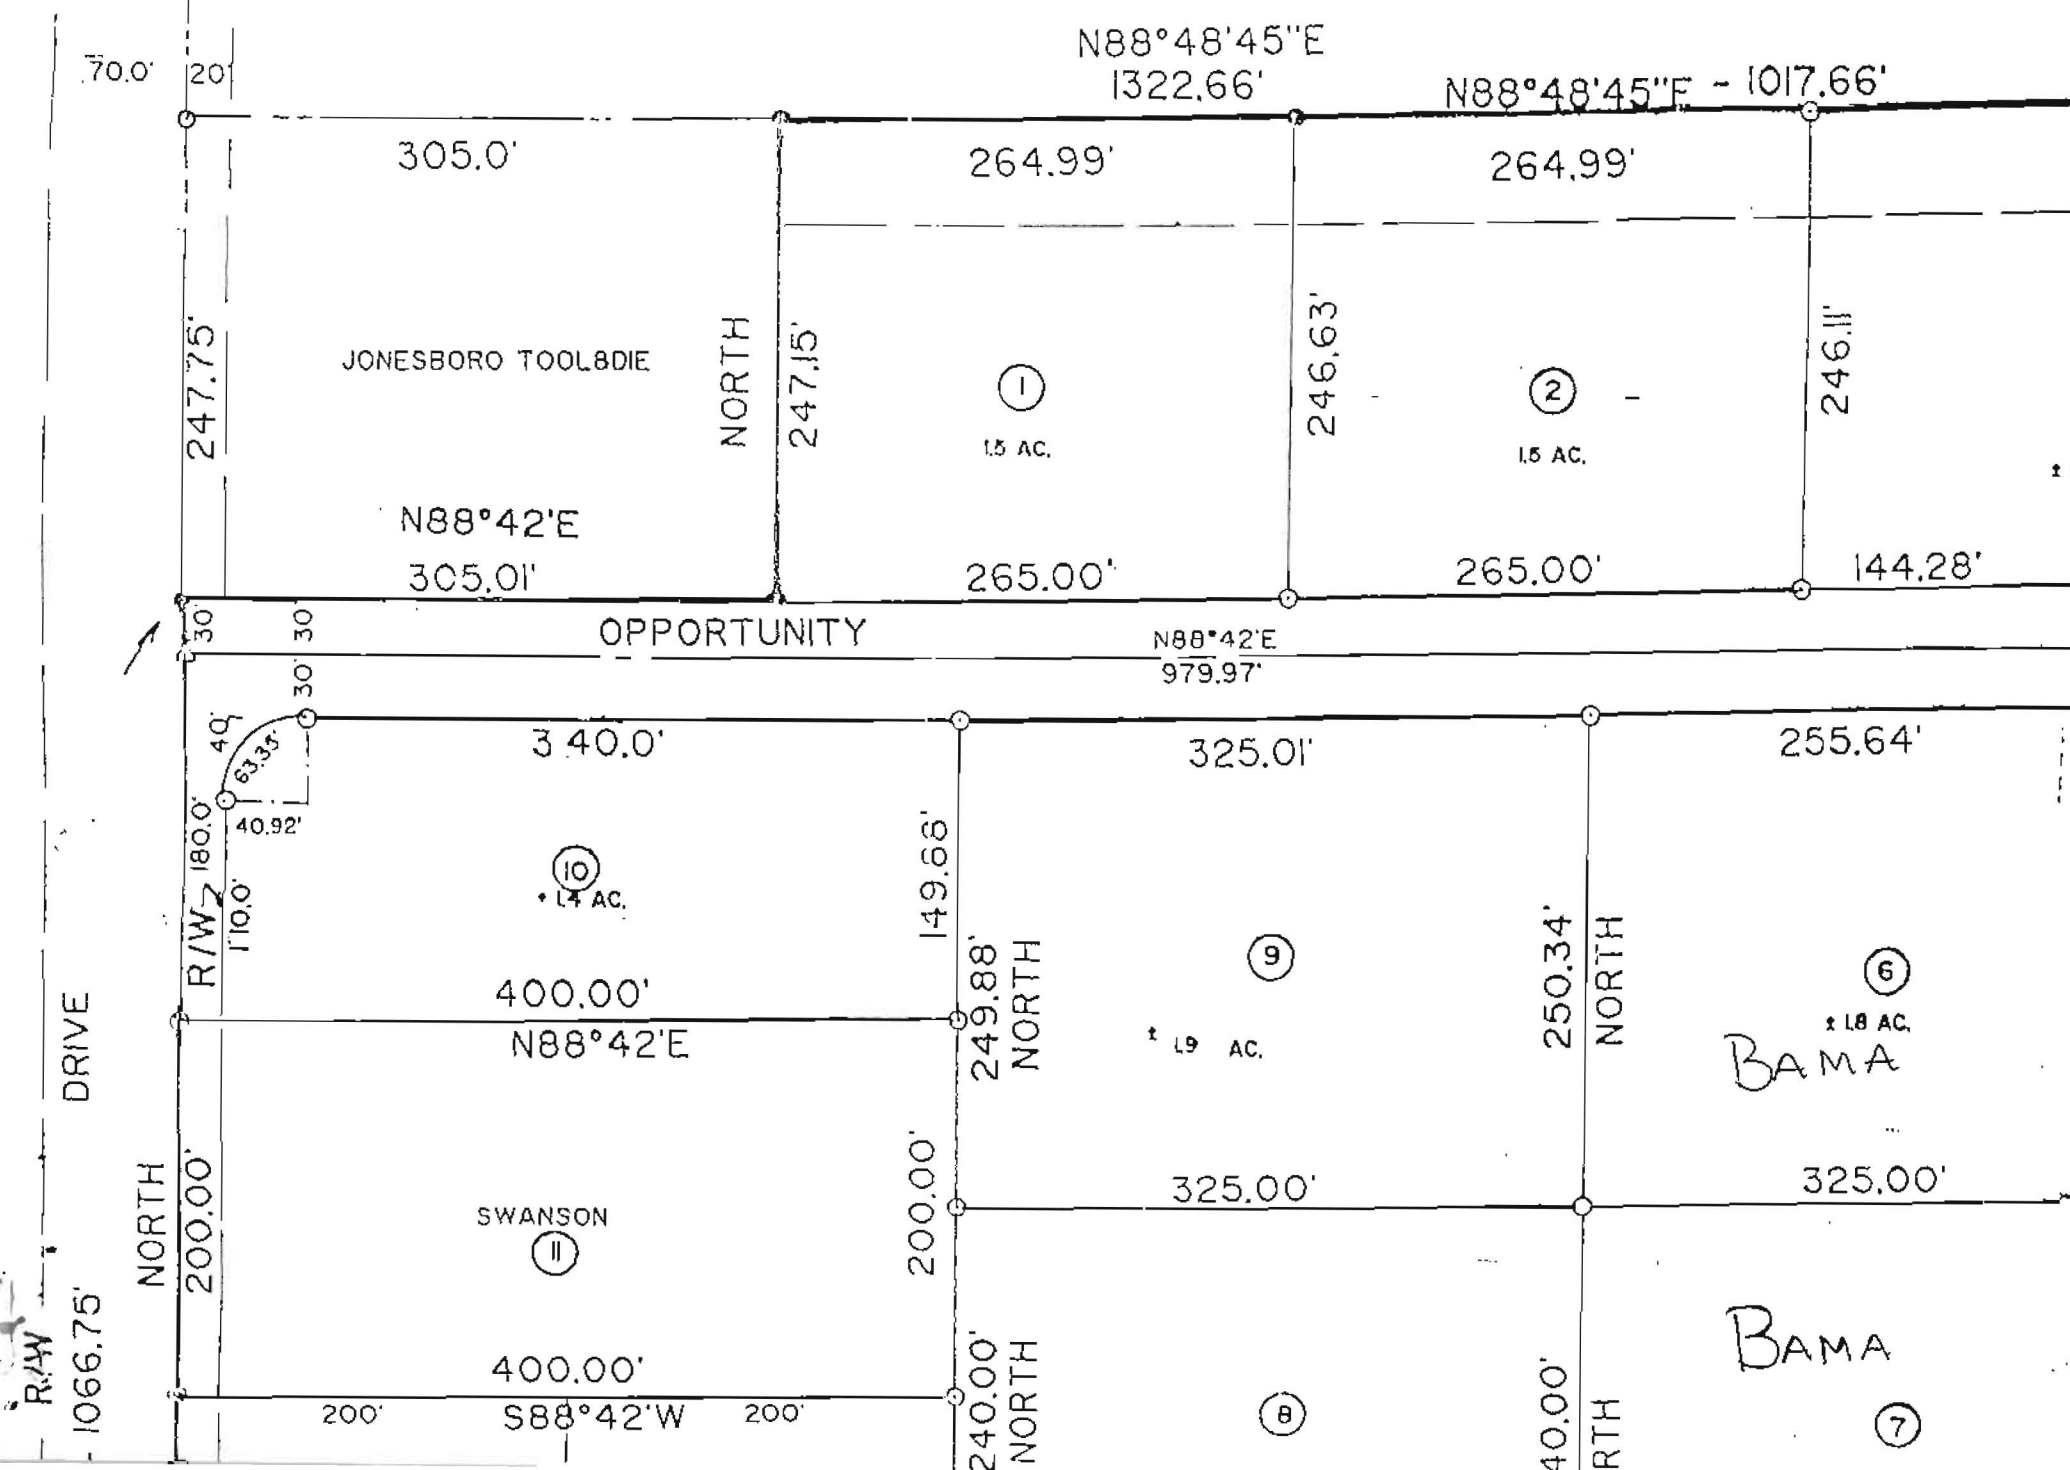 N88°48'45"E
1322.66'
N88°48'45"E - 1017.66'
70.0' 20'
305.0'
264.99'
264.99'
247.75'
JONESBORO TOOL&DIE
NORTH
247.15'
1
1.5 AC.
246.63'
2
1.5 AC.
246.11'
±
N88°42'E
305.01'
265.00'
265.00'
144.28'
30'
30'
OPPORTUNITY
N88°42'E
979.97'
30'
40'
63.33'
40.92'
340.0'
325.01'
255.64'
R/W
180.0'
110.0'
10
1.4 AC.
149.88'
400.00'
N88°42'E
249.88'
NORTH
9
± 1.9 AC.
250.34'
NORTH
6
± 1.8 AC.
BAMA
DRIVE
NORTH
200.00'
SWANSON
11
200.00'
325.00'
325.00'
R/W
1066.75'
400.00'
200' S88°42'W 200'
240.00'
NORTH
8
40.00'
RTH
BAMA
7